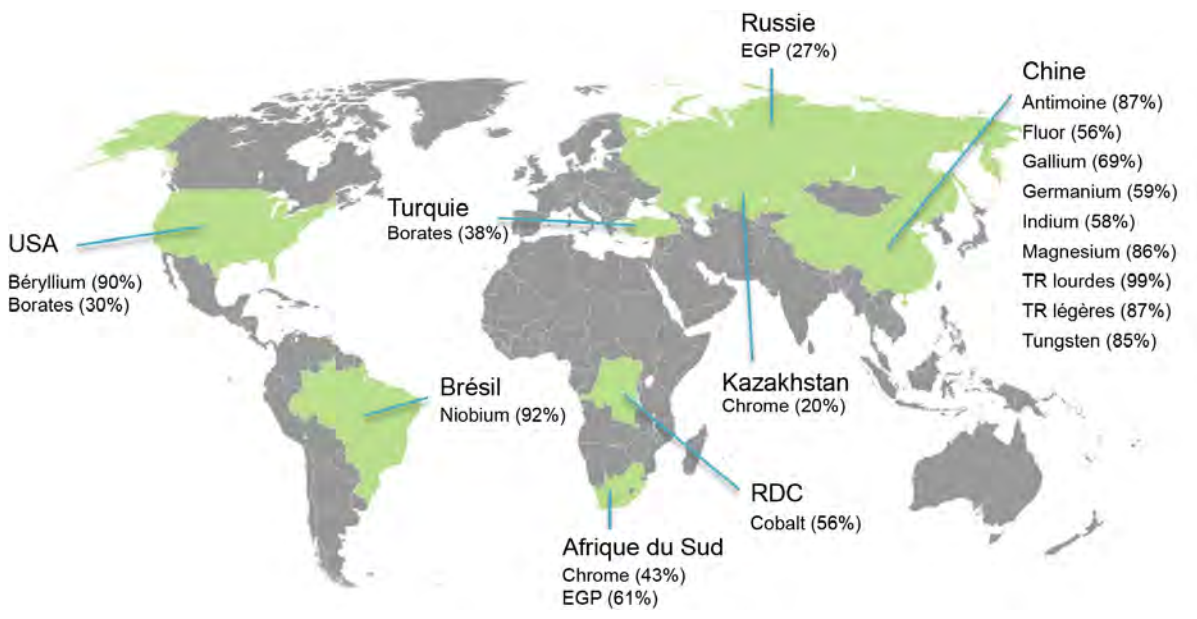 Russie
EGP (27%)
Chine
Antimoine (87%)
Fluor (56%)
Gallium (69%)
Germanium (59%)
Indium (58%)
Magnesium (86%)
TR lourdes (99%)
TR légères (87%)
Tungsten (85%)
Turquie
Borates (38%)
USA
Béryllium (90%)
Borates (30%)
Brésil
Niobium (92%)
Kazakhstan
Chrome (20%)
RDC
Cobalt (56%)
Afrique du Sud
Chrome (43%)
EGP (61%)